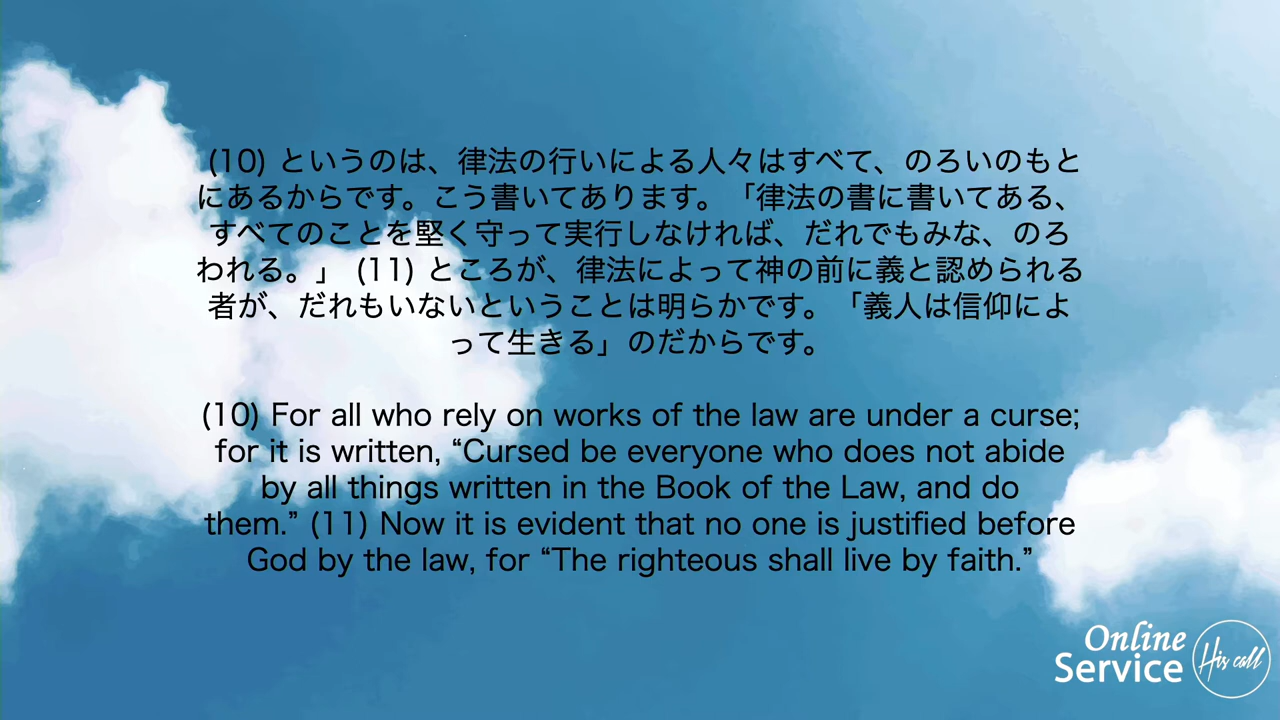 (10) というのは、律法の行いによる人々はすべて、のろいのもと
にあるからです。こう書いてあります。「律法の書に書いてある、
すべてのことを堅く守って実行しなければ、だれでもみな、のろ
われる。」 (11) ところが、律法によって神の前に義と認められる
者が、だれもいないということは明らかです。「義人は信仰によ
って生きる」のだからです。
(10) For all who rely on works of the law are under a curse;
for it is written, “Cursed be everyone who does not abide
by all things written in the Book of the Law, and do
them.” (11) Now it is evident that no one is justified before
God by the law, for “The righteous shall live by faith.”
Online
Service
His call